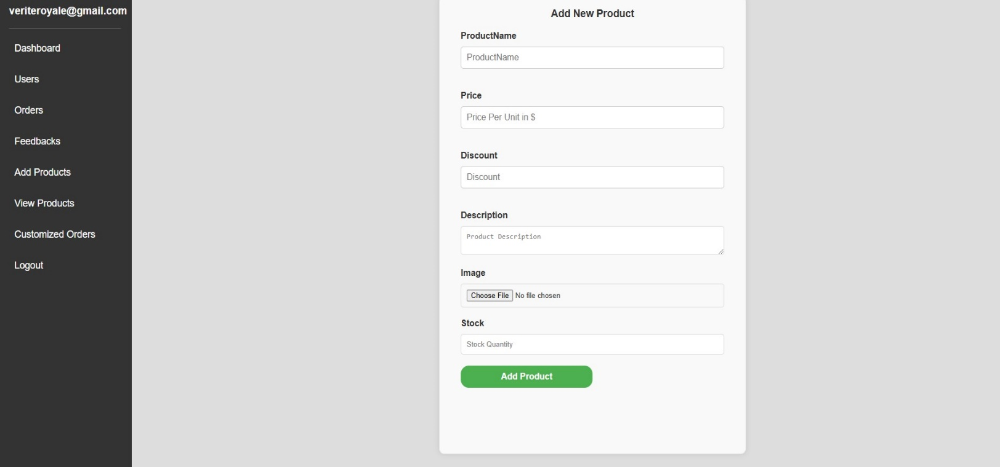 veriteroyale@gmail.com
Dashboard
Users
Orders
Feedbacks
Add Products
View Products
Customized Orders
Logout
Add New Product
ProductName
ProductName
Price
Price Per Unit in $
Discount
Discount
Description
Product Description
Image
Choose File No file chosen
Stock
Stock Quantity
Add Product